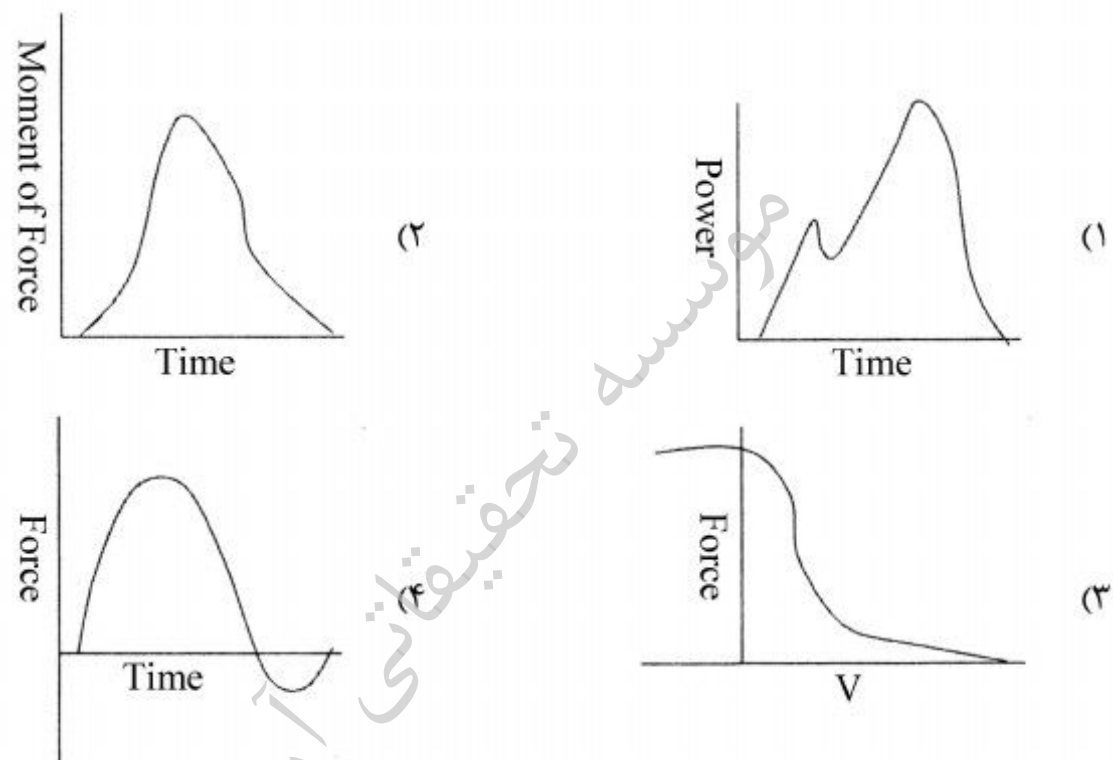 Power
Time
(۱
Moment of Force
Time
(۲
Force
V
(۳
Force
Time
(۴
موسسه تحقیقاتی آ